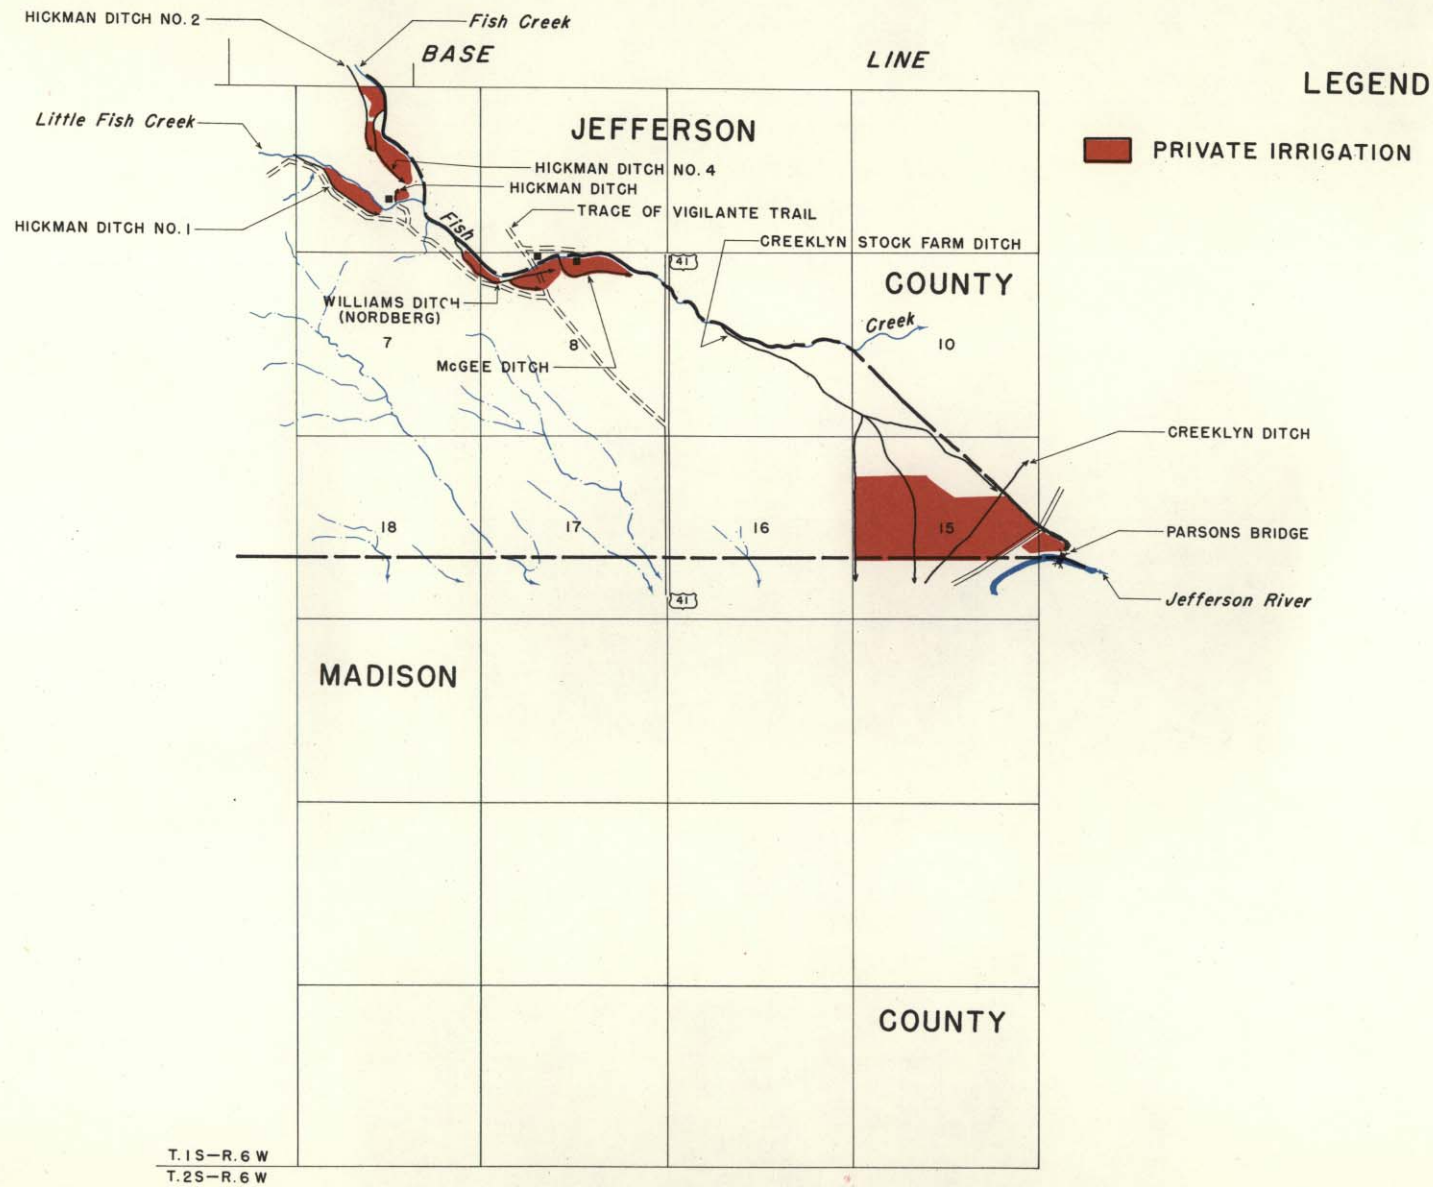 HICKMAN DITCH NO. 2
Fish Creek
BASE
LINE
LEGEND
Little Fish Creek
JEFFERSON
PRIVATE IRRIGATION
HICKMAN DITCH NO. 4
HICKMAN DITCH
TRACE OF VIGILANTE TRAIL
HICKMAN DITCH NO. 1
Fish
CREEKLYN STOCK FARM DITCH
41
COUNTY
WILLIAMS DITCH
(NORDBERG)
Creek
7
8
10
McGEE DITCH
CREEKLYN DITCH
18
17
16
15
PARSONS BRIDGE
41
Jefferson River
MADISON
COUNTY
T.1S–R.6 W
T.2S–R.6 W